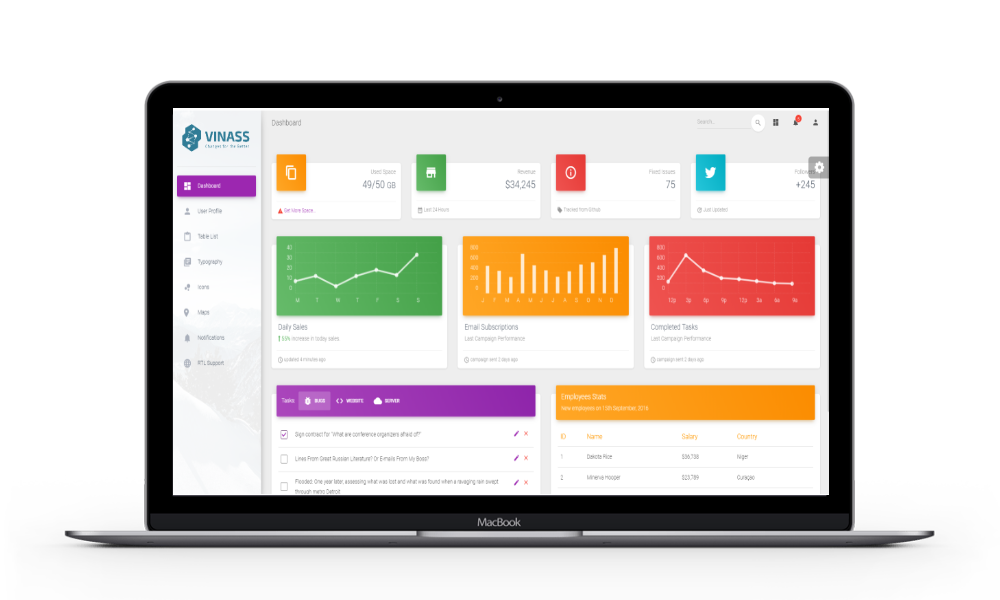 VINASS
Changes for the Better
Dashboard
Search...
Dashboard
User Profile
Table List
Typography
Icons
Maps
Notifications
RTL Support
Used Space
49/50 GB
Get More Space...
Revenue
$34,245
Last 24 Hours
Fixed Issues
75
Tracked from Github
Followers
+245
Just Updated
40
30
20
10
0
M T W T F S S
Daily Sales
55% increase in today sales.
updated 4 minutes ago
800
600
400
200
0
J F M A M J J A S O N D
Email Subscriptions
Last Campaign Performance
campaign sent 2 days ago
800
600
400
200
0
12p 3p 6p 9p 12p 3a 6a 9a
Completed Tasks
Last Campaign Performance
campaign sent 2 days ago
Tasks: BUGS WEBSITE SERVER
Sign contract for "What are conference organizers afraid of?"
Lines From Great Russian Literature? Or E-mails From My Boss?
Flooded: One year later, assessing what was lost and what was found when a ravaging rain swept
through metro Detroit
Employees Stats
New employees on 15th September, 2016
ID Name Salary Country
1 Dakota Rice $36,738 Niger
2 Minerva Hooper $23,789 Curaçao
MacBook